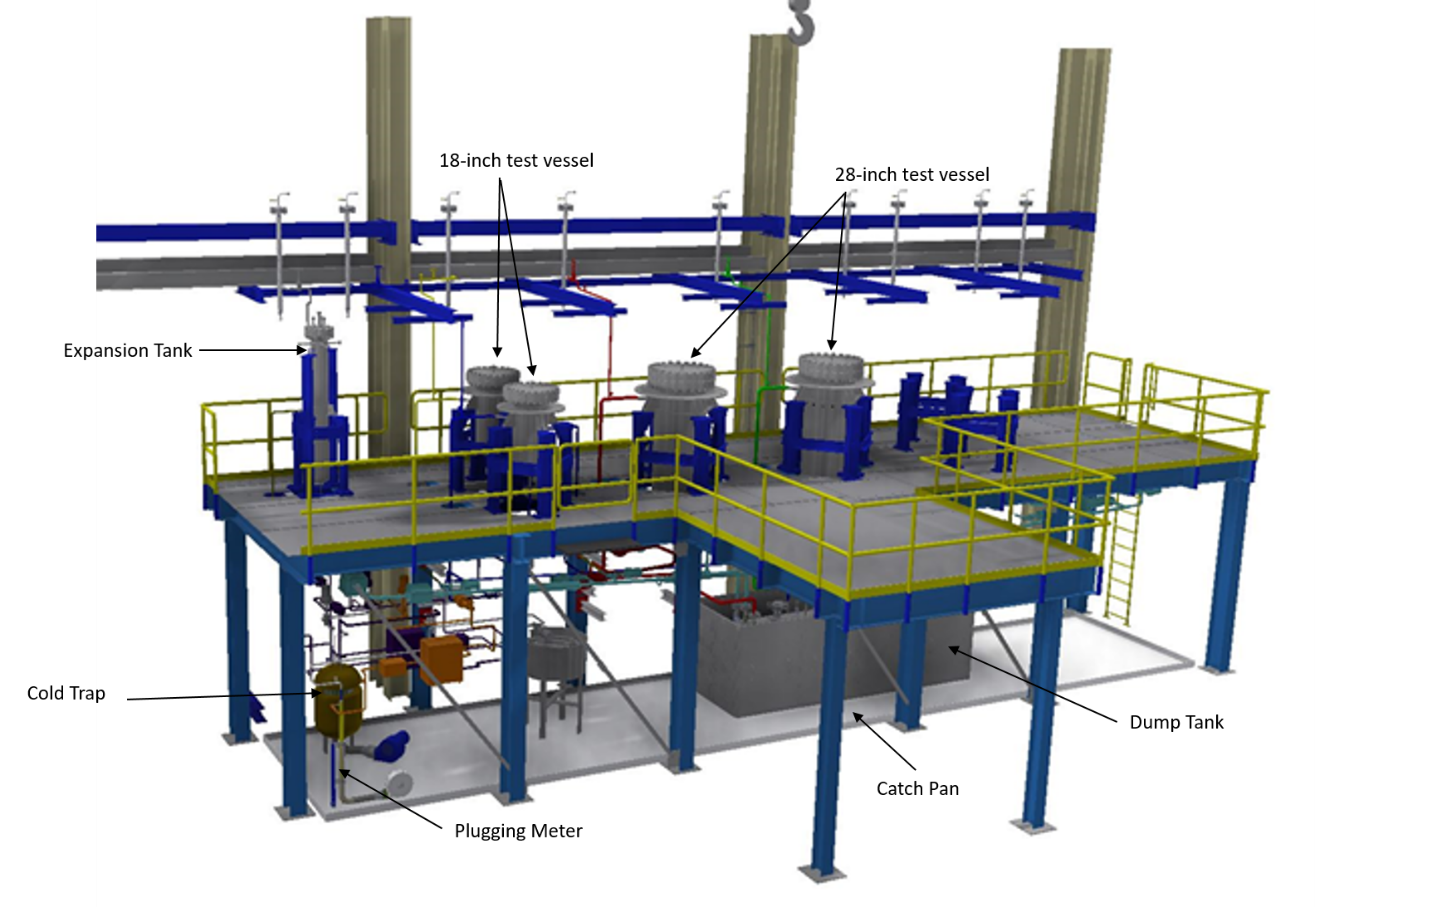 18-inch test vessel
28-inch test vessel
Expansion Tank
Cold Trap
Dump Tank
Catch Pan
Plugging Meter